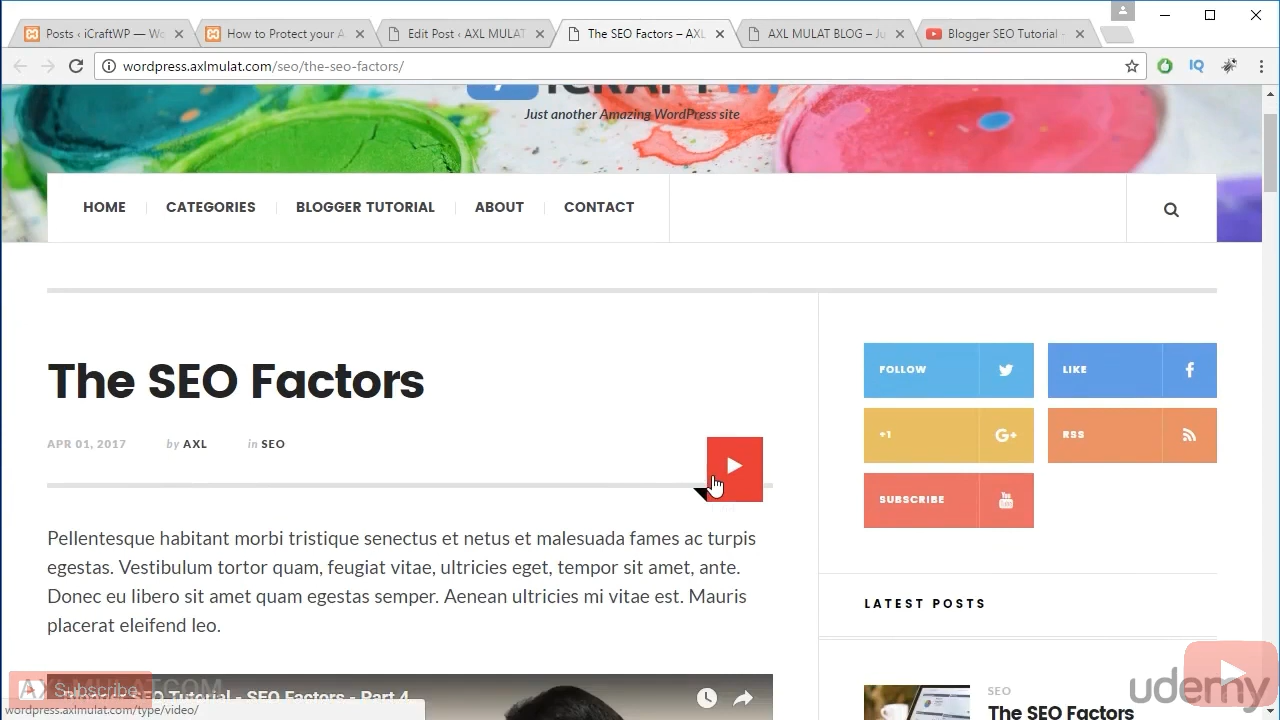 Posts ‹ iCraftWP — Wo
How to Protect your A
Edit Post ‹ AXL MULAT
The SEO Factors – AXL
AXL MULAT BLOG – Ju
Blogger SEO Tutorial -
wordpress.axlmulat.com/seo/the-seo-factors/
IQ
Just another Amazing WordPress site
HOME
CATEGORIES
BLOGGER TUTORIAL
ABOUT
CONTACT
The SEO Factors
APR 01, 2017
by AXL
in SEO
FOLLOW
LIKE
+1
G+
RSS
SUBSCRIBE
You
Pellentesque habitant morbi tristique senectus et netus et malesuada fames ac turpis
egestas. Vestibulum tortor quam, feugiat vitae, ultricies eget, tempor sit amet, ante.
Donec eu libero sit amet quam egestas semper. Aenean ultricies mi vitae est. Mauris
placerat eleifend leo.
LATEST POSTS
SEO
The SEO Factors
Blogger SEO Tutorial - SEO Factors - Part 4
AXLMULAT.COM
Subscribe
wordpress.axlmulat.com/type/video/
udemy